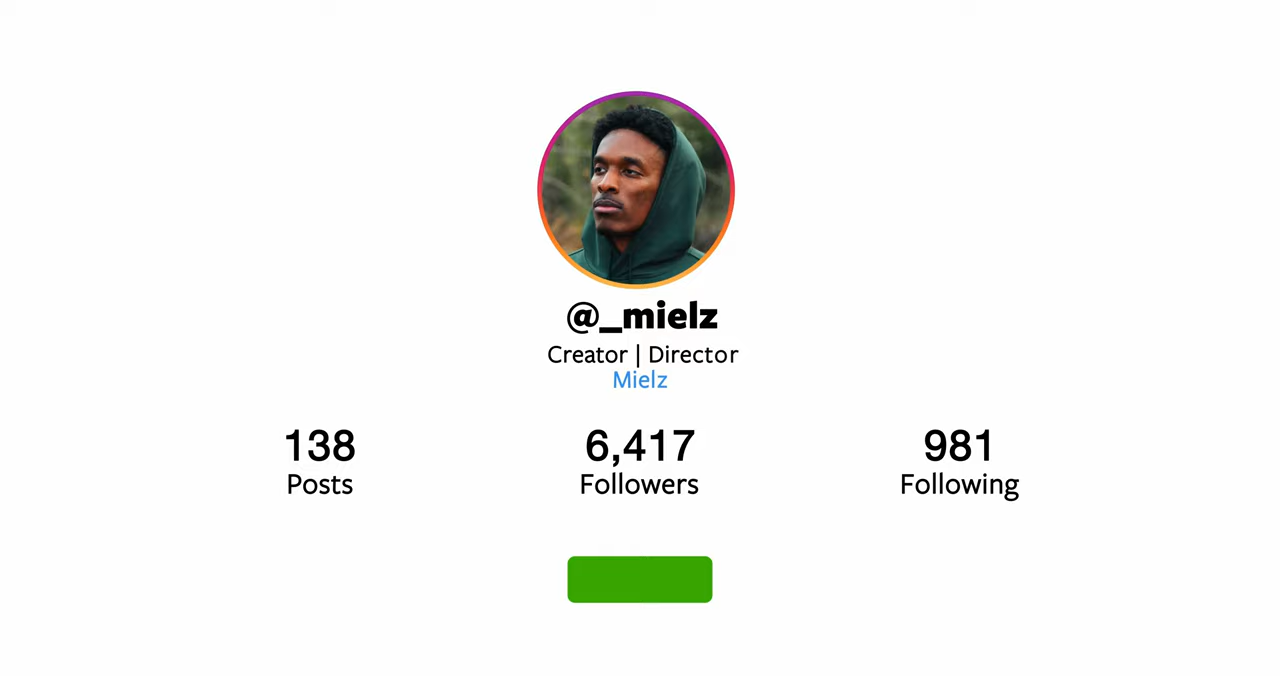 @_mielz
Creator | Director
Mielz
138 6,417 981
Posts Followers Following